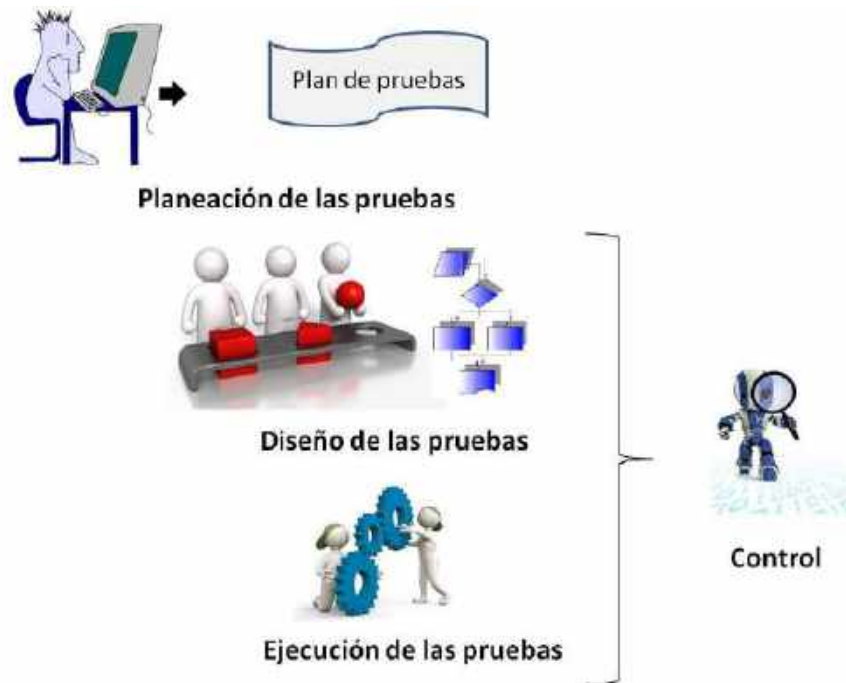 Plan de pruebas
Planeación de las pruebas
Diseño de las pruebas
Control
Ejecución de las pruebas